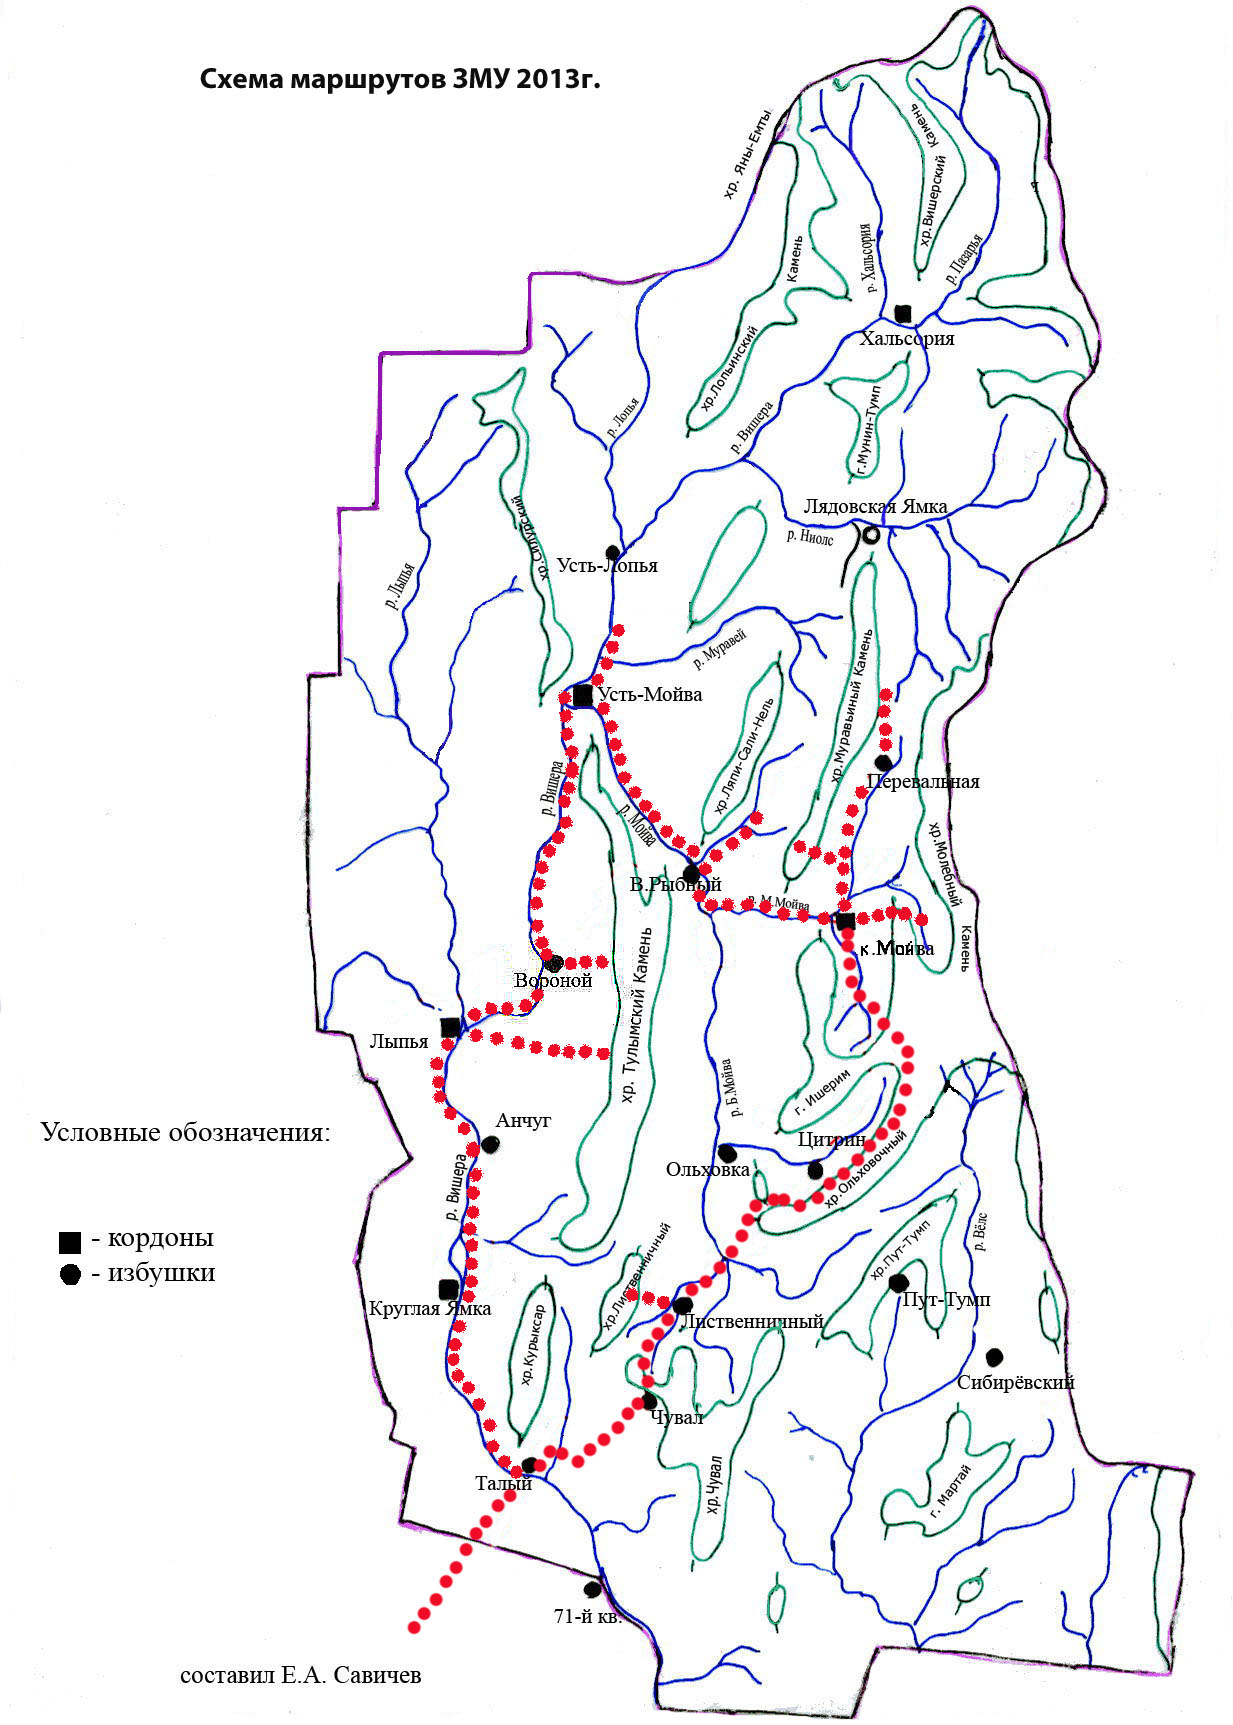 Схема маршрутов ЗМУ 2013г.
хр. Яны-Емты
хр.Вишерский Камень
р. Хальсория
р. Пазарья
хр.Лопьинский Камень
Хальсория
р. Лопья
р. Вишера
г.Мунин-Тумп
Лядовская Ямка
р. Ниолс
хр.Силурский
Усть-Лопья
р. Лыпья
р. Муравей
хр.Муравьиный Камень
Усть-Мойва
хр.Ляпи-Сали-Нель
Перевальная
р. Вишера
р. Мойва
хр.Молебный Камень
В.Рыбный
р. М.Мойва
к.Мойва
Вороной
хр. Тулымский Камень
Лыпья
р. Б.Мойва
г. Ишерим
Анчуг
Цитрин
Условные обозначения:
Ольховка
хр.Ольховочный
р. Вишера
р. Вёлс
- кордоны
- избушки
хр.Лиственничный
хр.Пут-Тумп
Пут-Тумп
Круглая Ямка
Лиственничный
хр.Курыксар
Сибирёвский
Чувал
Талый
хр.Чувал
г. Мартай
71-й кв.
составил Е.А. Савичев